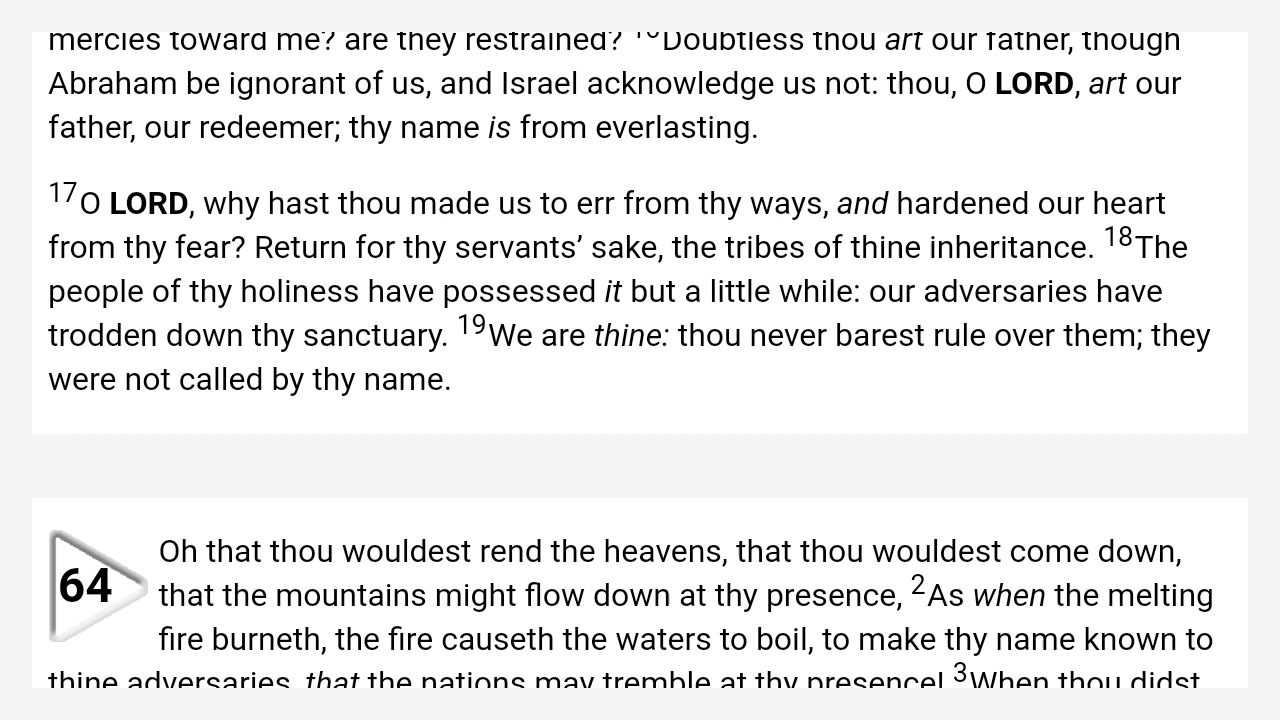 mercies toward me? are they restrained? 16Doubtless thou art our father, though
Abraham be ignorant of us, and Israel acknowledge us not: thou, O LORD, art our
father, our redeemer; thy name is from everlasting.
17O LORD, why hast thou made us to err from thy ways, and hardened our heart
from thy fear? Return for thy servants’ sake, the tribes of thine inheritance. 18The
people of thy holiness have possessed it but a little while: our adversaries have
trodden down thy sanctuary. 19We are thine: thou never barest rule over them; they
were not called by thy name.
64
Oh that thou wouldest rend the heavens, that thou wouldest come down,
that the mountains might flow down at thy presence, 2As when the melting
fire burneth, the fire causeth the waters to boil, to make thy name known to
thine adversaries, that the nations may tremble at thy presence! 3When thou didst